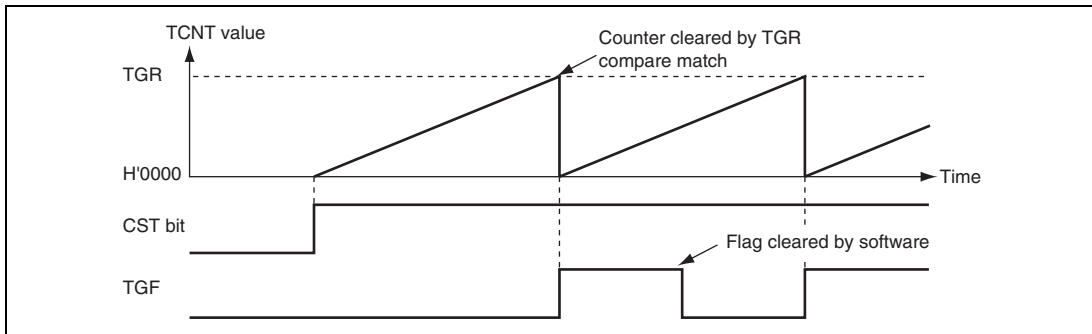 TCNT value
Counter cleared by TGR
compare match
TGR
H'0000
Time
CST bit
Flag cleared by software
TGF